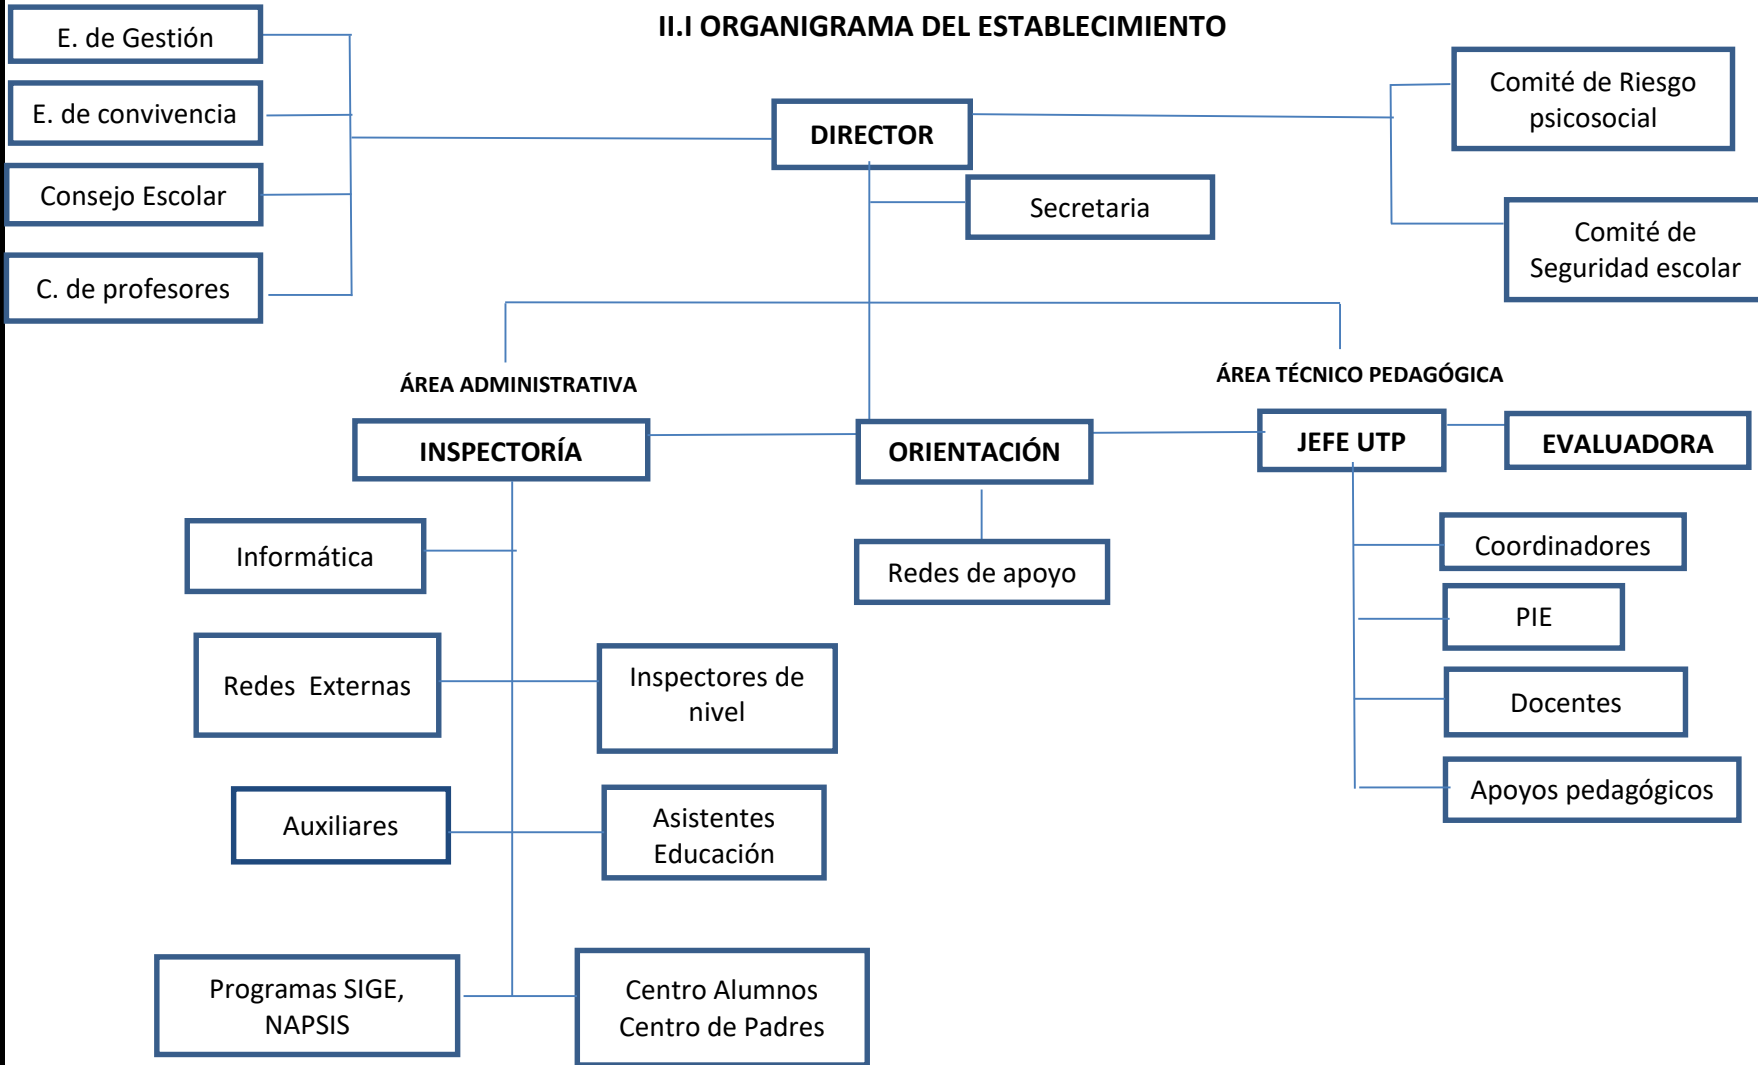 II.I ORGANIGRAMA DEL ESTABLECIMIENTO
E. de Gestión
E. de convivencia
Consejo Escolar
C. de profesores
DIRECTOR
Secretaria
Comité de Riesgo
psicosocial
Comité de
Seguridad escolar
ÁREA ADMINISTRATIVA
ÁREA TÉCNICO PEDAGÓGICA
INSPECTORÍA
ORIENTACIÓN
JEFE UTP
EVALUADORA
Informática
Redes Externas
Inspectores de
nivel
Auxiliares
Asistentes
Educación
Programas SIGE,
NAPSIS
Centro Alumnos
Centro de Padres
Redes de apoyo
Coordinadores
PIE
Docentes
Apoyos pedagógicos